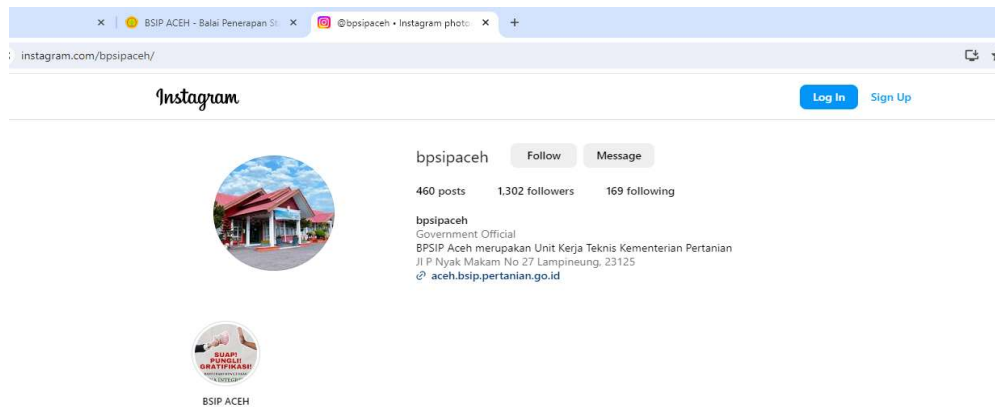 BSIP ACEH - Balai Penerapan St
@bpsipaceh • Instagram photo
instagram.com/bpsipaceh/
Instagram
Log In
Sign Up
bpsipaceh
Follow
Message
460 posts
1,302 followers
169 following
bpsipaceh
Government Official
BPSIP Aceh merupakan Unit Kerja Teknis Kementerian Pertanian
Jl P Nyak Makam No 27 Lampineung, 23125
aceh.bsip.pertanian.go.id
SUAP!
PUNGLI!
GRATIFIKASI!
BSIP ACEH